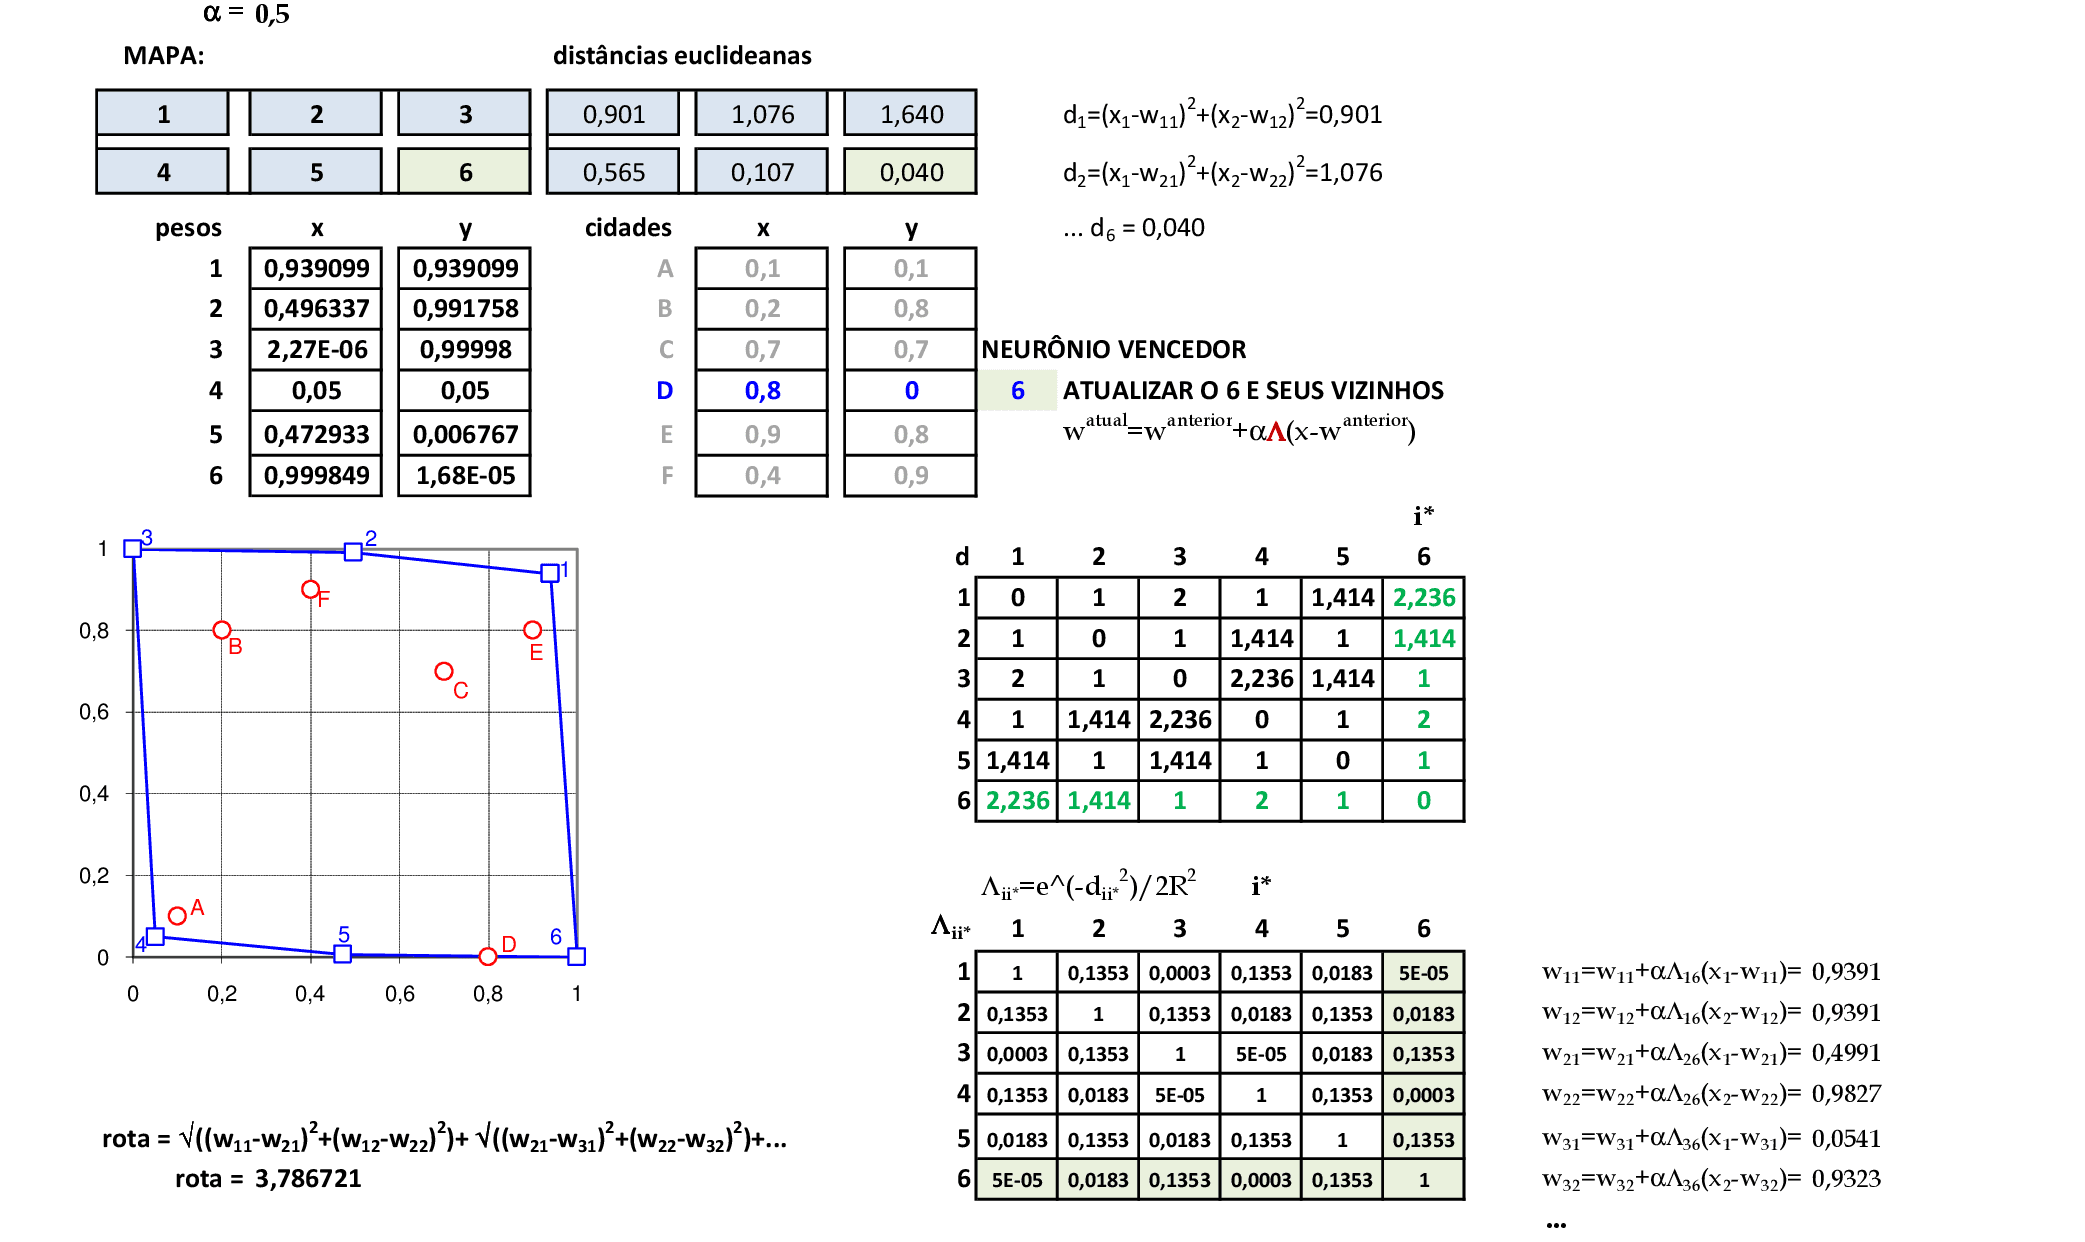 α = 0,5
MAPA: distâncias euclideanas
1 2 3 0,901 1,076 1,640 d₁=(x₁-w₁₁)²+(x₂-w₁₂)²=0,901
4 5 6 0,565 0,107 0,040 d₂=(x₁-w₂₁)²+(x₂-w₂₂)²=1,076
pesos x y cidades x y ... d₆ = 0,040
1 0,939099 0,939099 A 0,1 0,1
2 0,496337 0,991758 B 0,2 0,8
3 2,27E-06 0,99998 C 0,7 0,7 NEURÔNIO VENCEDOR
4 0,05 0,05 D 0,8 0 6 ATUALIZAR O 6 E SEUS VIZINHOS
5 0,472933 0,006767 E 0,9 0,8 w^atual=w^anterior+αΛ(x-w^anterior)
6 0,999849 1,68E-05 F 0,4 0,9
1 0,8 0,6 0,4 0,2 0
0 0,2 0,4 0,6 0,8 1
3 2 1 F B E C A 4 5 D 6
rota = √((w₁₁-w₂₁)²+(w₁₂-w₂₂)²)+ √((w₂₁-w₃₁)²+(w₂₂-w₃₂)²)+...
rota = 3,786721
i*
d 1 2 3 4 5 6
1 0 1 2 1 1,414 2,236
2 1 0 1 1,414 1 1,414
3 2 1 0 2,236 1,414 1
4 1 1,414 2,236 0 1 2
5 1,414 1 1,414 1 0 1
6 2,236 1,414 1 2 1 0
Λii*=e^(-dii*²)/2R² i*
Λii* 1 2 3 4 5 6
1 1 0,1353 0,0003 0,1353 0,0183 5E-05 w₁₁=w₁₁+αΛ₁₆(x₁-w₁₁)= 0,9391
2 0,1353 1 0,1353 0,0183 0,1353 0,0183 w₁₂=w₁₂+αΛ₁₆(x₂-w₁₂)= 0,9391
3 0,0003 0,1353 1 5E-05 0,0183 0,1353 w₂₁=w₂₁+αΛ₂₆(x₁-w₂₁)= 0,4991
4 0,1353 0,0183 5E-05 1 0,1353 0,0003 w₂₂=w₂₂+αΛ₂₆(x₂-w₂₂)= 0,9827
5 0,0183 0,1353 0,0183 0,1353 1 0,1353 w₃₁=w₃₁+αΛ₃₆(x₁-w₃₁)= 0,0541
6 5E-05 0,0183 0,1353 0,0003 0,1353 1 w₃₂=w₃₂+αΛ₃₆(x₂-w₃₂)= 0,9323
...